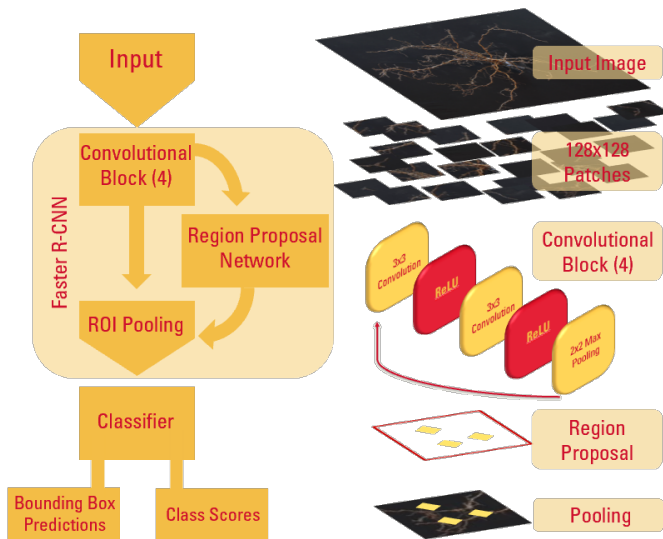 Input
Convolutional
Block (4)
Region Proposal
Network
ROI Pooling
Faster R-CNN
Classifier
Bounding Box
Predictions
Class Scores
Input Image
128x128
Patches
Convolutional
Block (4)
3x3
Convolution
ReLU
3x3
Convolution
ReLU
2x2 Max
Pooling
Region
Proposal
Pooling